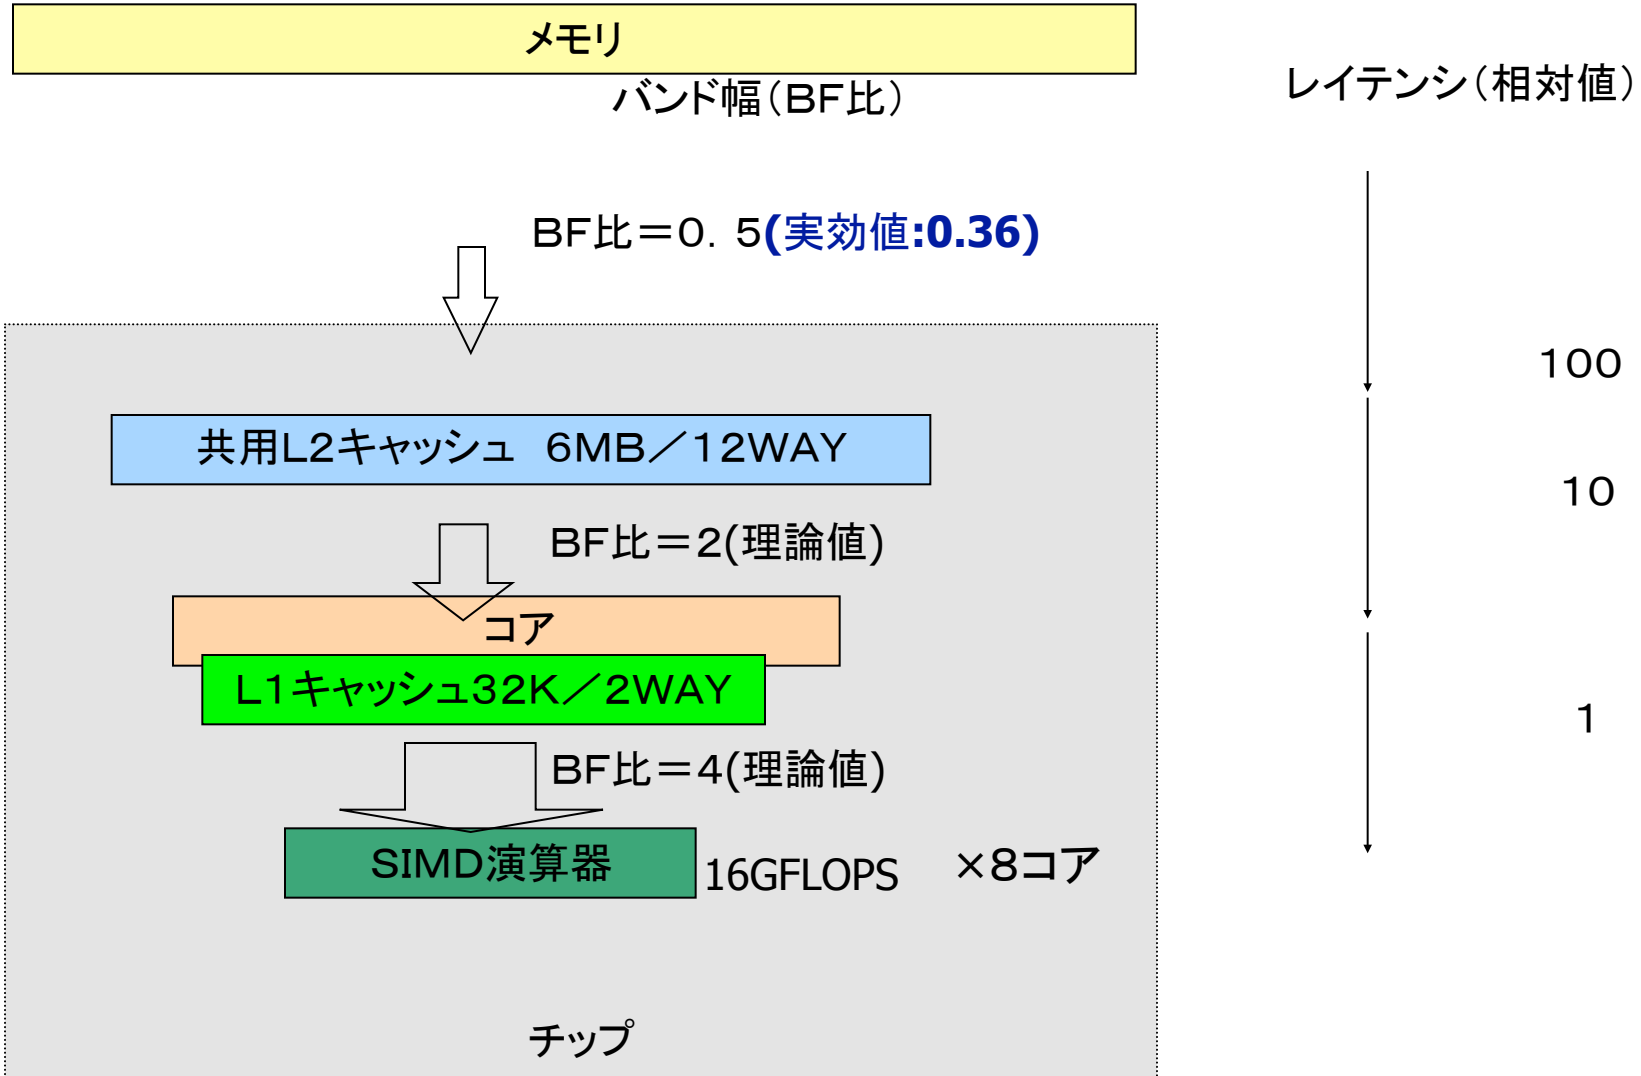 メモリ
バンド幅（ＢＦ比）
レイテンシ（相対値）
ＢＦ比＝０．５(実効値:0.36)
１００
共用Ｌ２キャッシュ　６ＭＢ／１２ＷＡＹ
１０
ＢＦ比＝２(理論値)
コア
Ｌ１キャッシュ３２Ｋ／２ＷＡＹ
１
ＢＦ比＝４(理論値)
ＳＩＭＤ演算器
16GFLOPS
×８コア
チップ